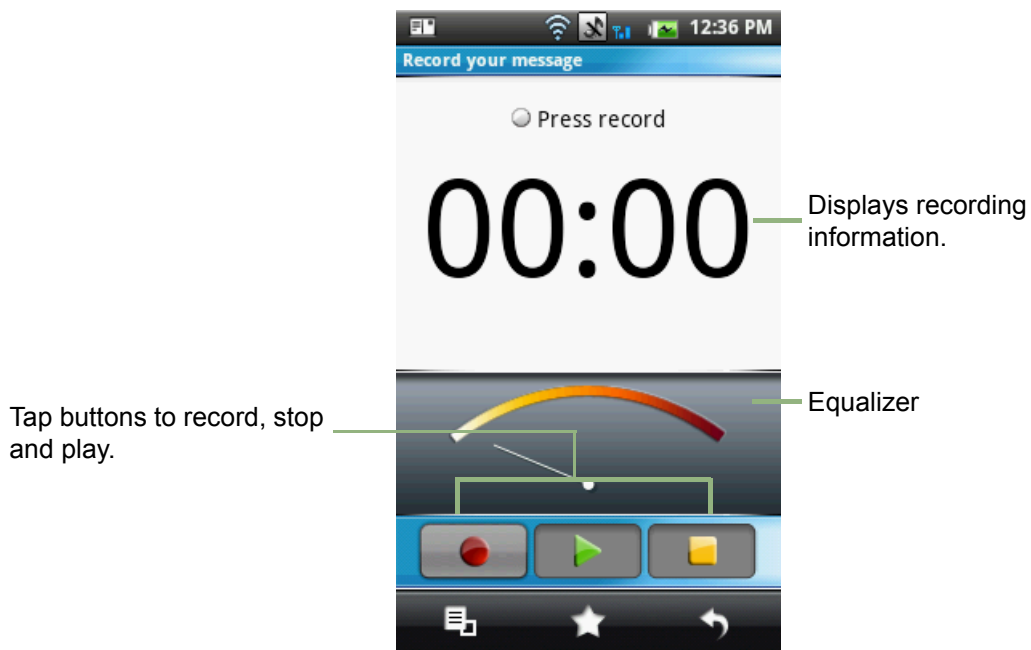 12:36 PM
Record your message
Press record
00:00
Displays recording
information.
Equalizer
Tap buttons to record, stop
and play.